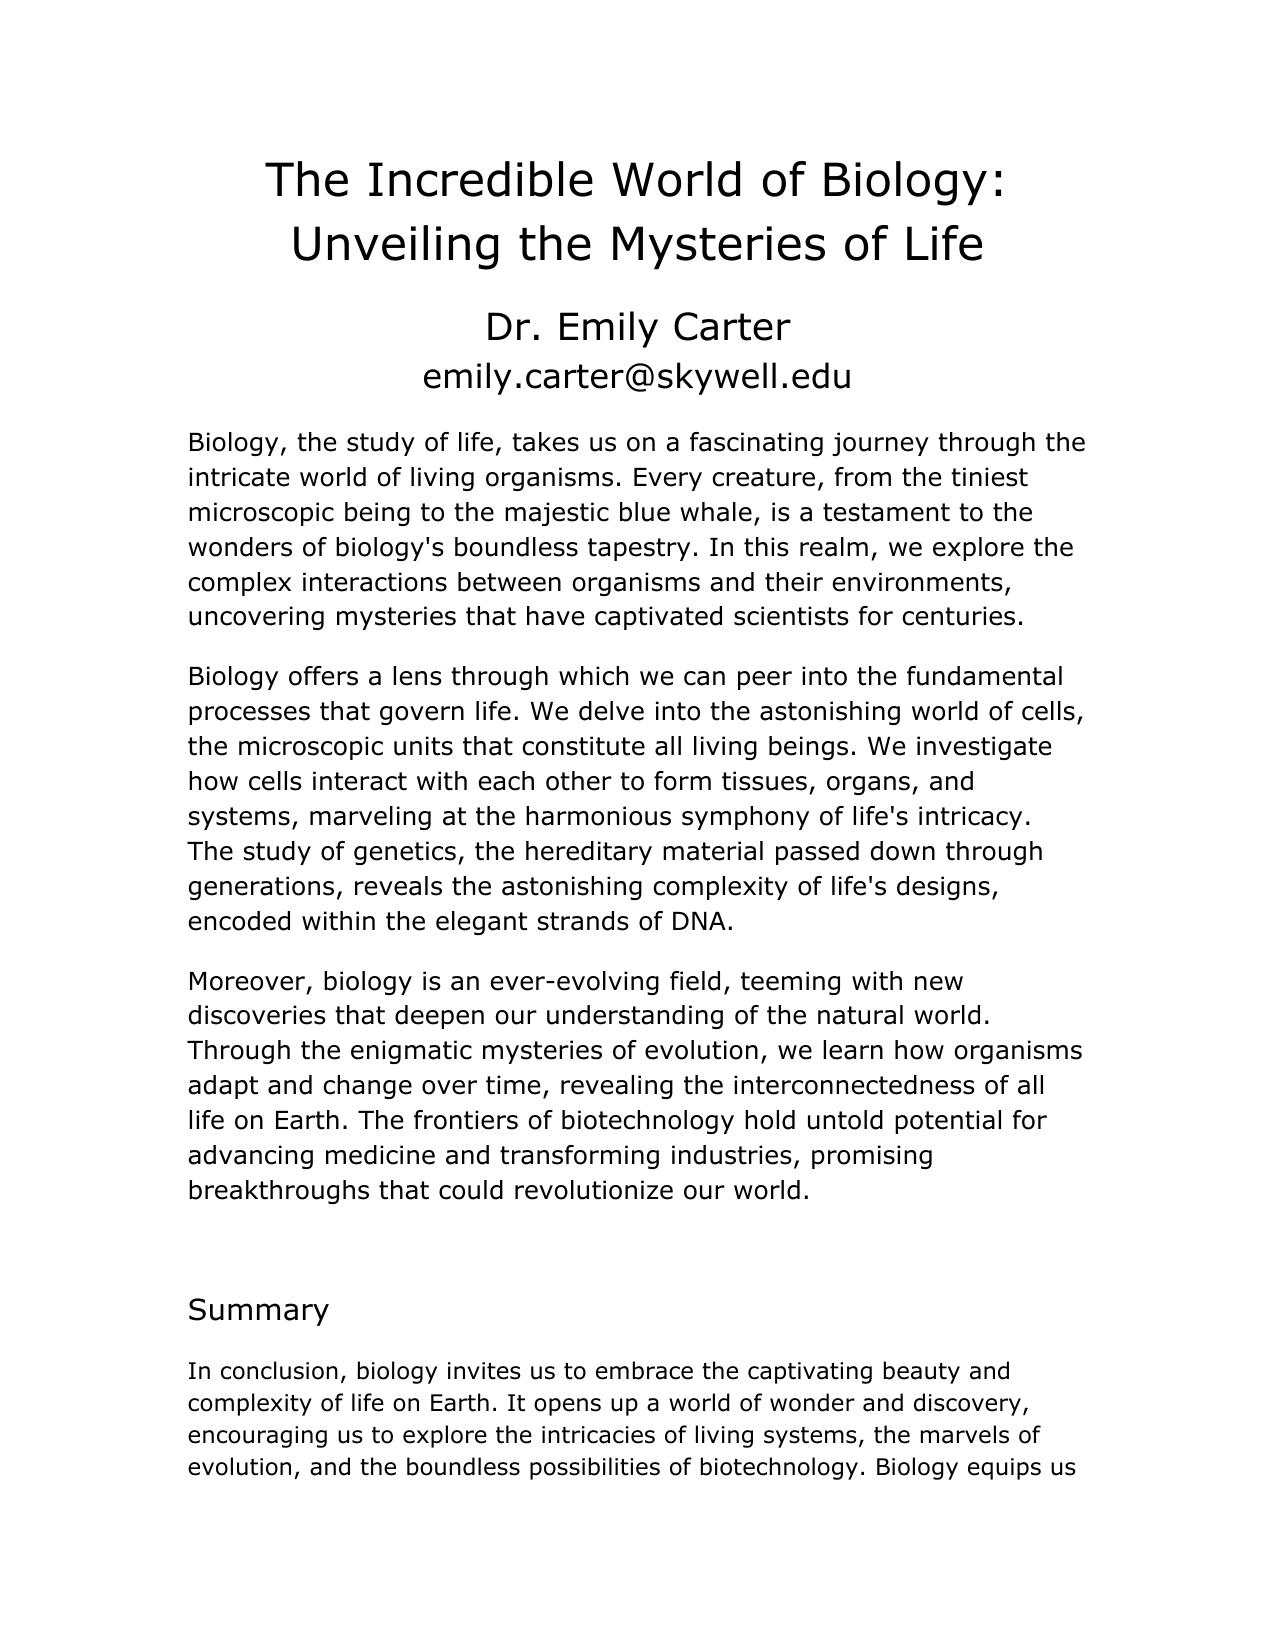 The Incredible World of Biology:
Unveiling the Mysteries of Life
Dr. Emily Carter
emily.carter@skywell.edu
Biology, the study of life, takes us on a fascinating journey through the
intricate world of living organisms. Every creature, from the tiniest
microscopic being to the majestic blue whale, is a testament to the
wonders of biology's boundless tapestry. In this realm, we explore the
complex interactions between organisms and their environments,
uncovering mysteries that have captivated scientists for centuries.
Biology offers a lens through which we can peer into the fundamental
processes that govern life. We delve into the astonishing world of cells,
the microscopic units that constitute all living beings. We investigate
how cells interact with each other to form tissues, organs, and
systems, marveling at the harmonious symphony of life's intricacy.
The study of genetics, the hereditary material passed down through
generations, reveals the astonishing complexity of life's designs,
encoded within the elegant strands of DNA.
Moreover, biology is an ever-evolving field, teeming with new
discoveries that deepen our understanding of the natural world.
Through the enigmatic mysteries of evolution, we learn how organisms
adapt and change over time, revealing the interconnectedness of all
life on Earth. The frontiers of biotechnology hold untold potential for
advancing medicine and transforming industries, promising
breakthroughs that could revolutionize our world.
Summary
In conclusion, biology invites us to embrace the captivating beauty and
complexity of life on Earth. It opens up a world of wonder and discovery,
encouraging us to explore the intricacies of living systems, the marvels of
evolution, and the boundless possibilities of biotechnology. Biology equips us